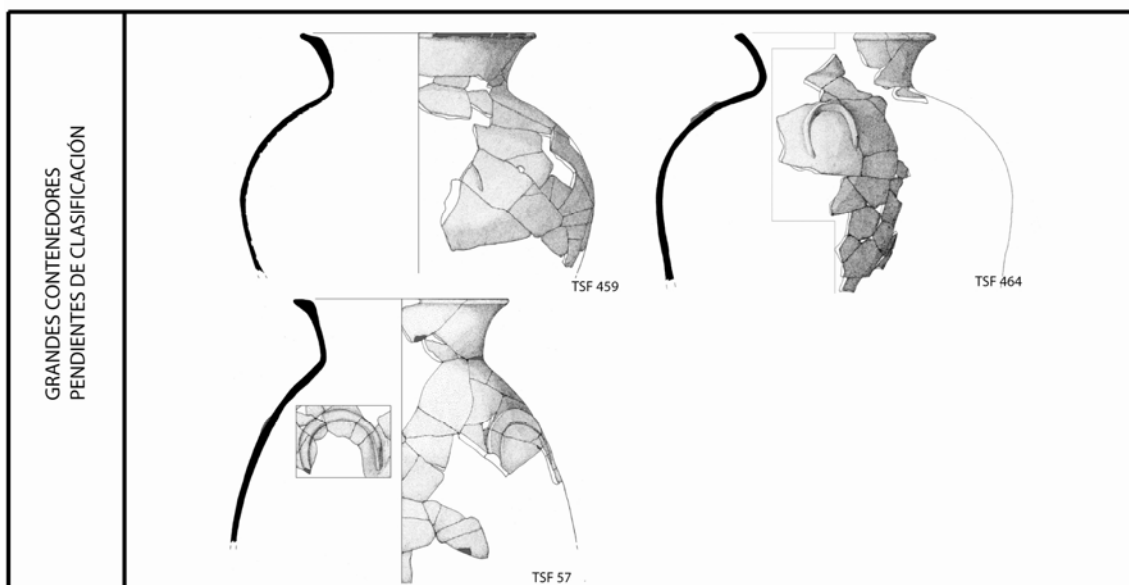 GRANDES CONTENEDORES
PENDIENTES DE CLASIFICACIÓN
TSF 459
TSF 464
TSF 57